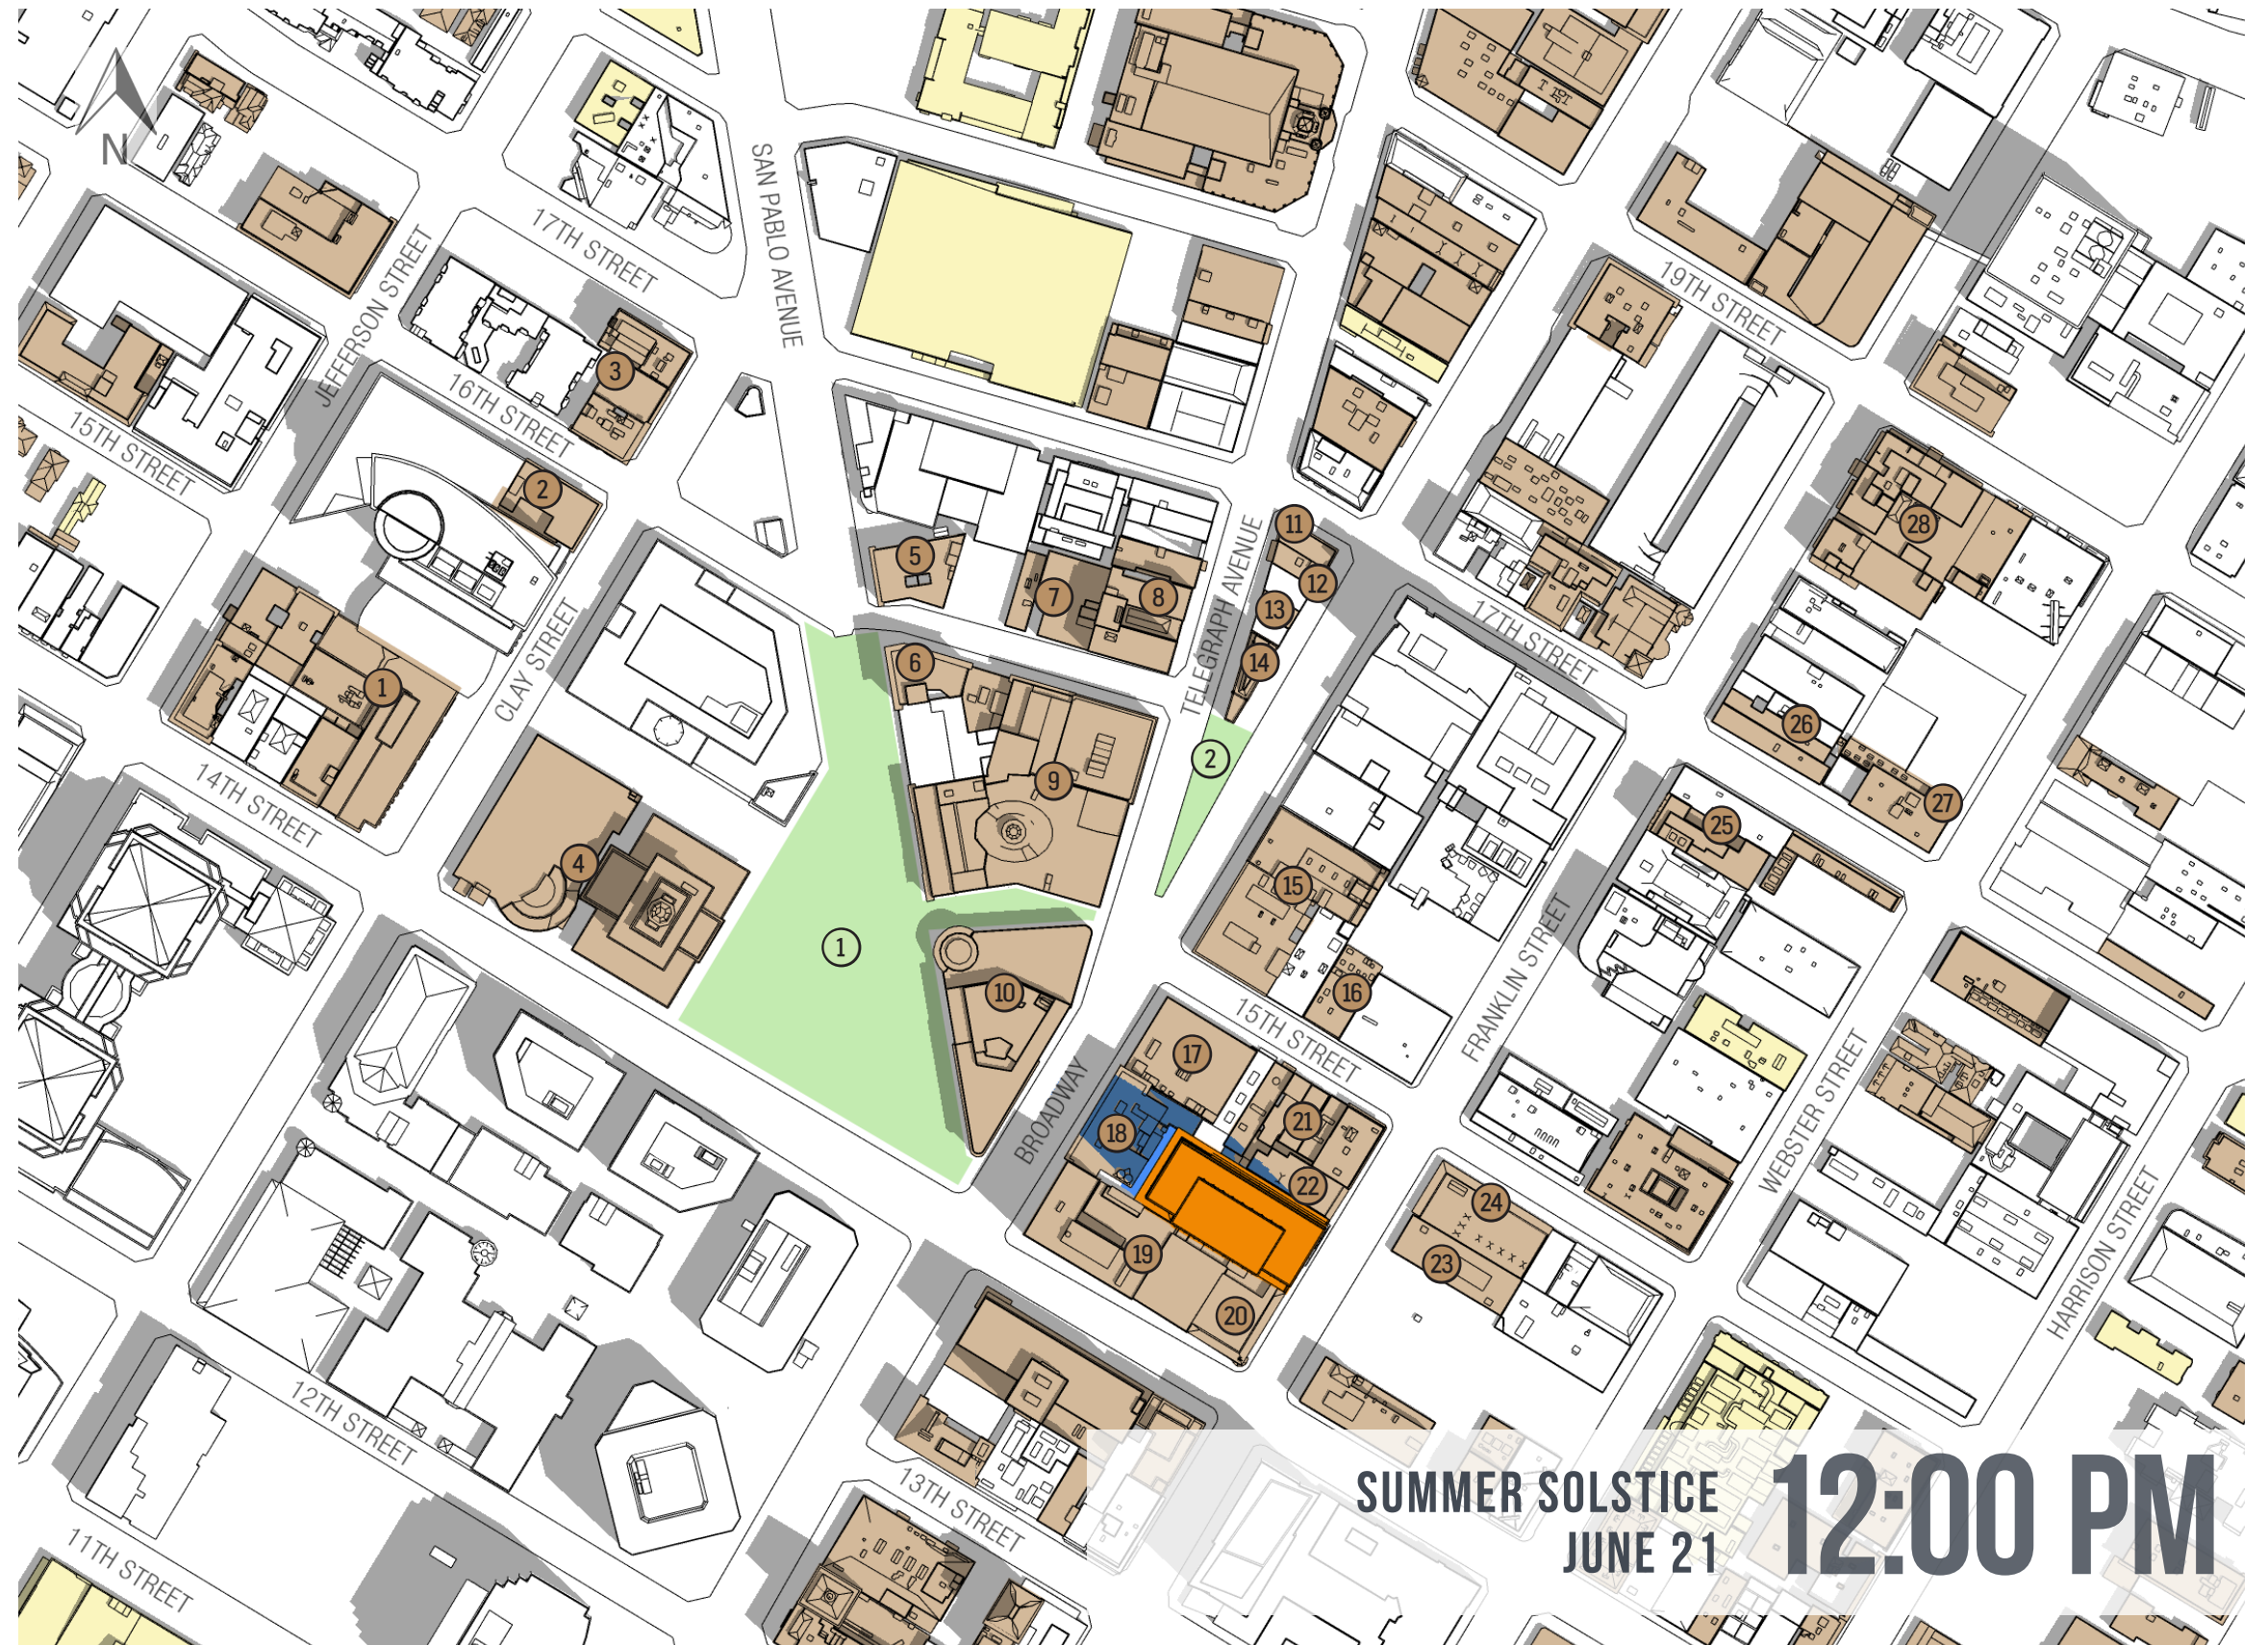 N
SAN PABLO AVENUE
17TH STREET
JEFFERSON STREET
19TH STREET
3
16TH STREET
15TH STREET
2
28
11
5
12
7
8
13
TELEGRAPH AVENUE
17TH STREET
CLAY STREET
6
14
1
26
2
9
27
14TH STREET
25
4
15
1
FRANKLIN STREET
10
16
15TH STREET
17
BROADWAY
WEBSTER STREET
21
18
22
24
HARRISON STREET
19
23
20
12TH STREET
13TH STREET
11TH STREET
SUMMER SOLSTICE
JUNE 21
12:00 PM